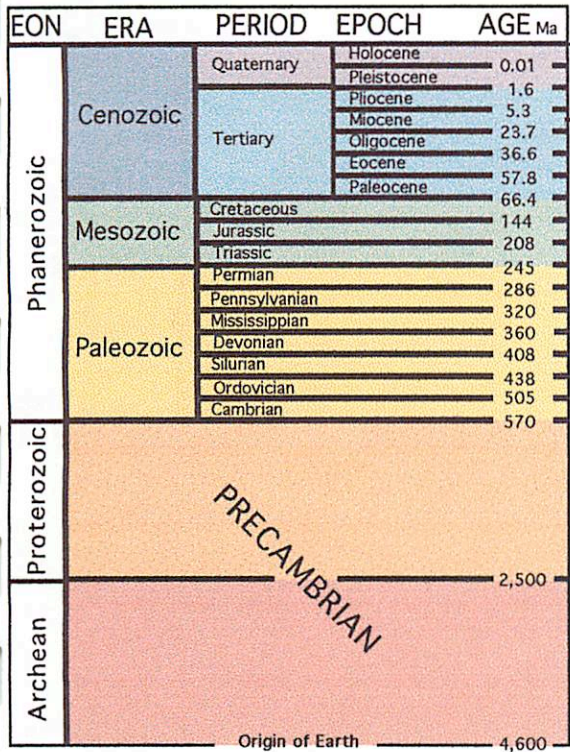 EON ERA PERIOD EPOCH AGE Ma
Phanerozoic
Cenozoic
Quaternary
Holocene
0.01
Pleistocene
1.6
Tertiary
Pliocene
5.3
Miocene
23.7
Oligocene
36.6
Eocene
57.8
Paleocene
66.4
Mesozoic
Cretaceous
144
Jurassic
208
Triassic
245
Paleozoic
Permian
286
Pennsylvanian
320
Mississippian
360
Devonian
408
Silurian
438
Ordovician
505
Cambrian
570
Proterozoic
PRECAMBRIAN
2,500
Archean
Origin of Earth 4,600